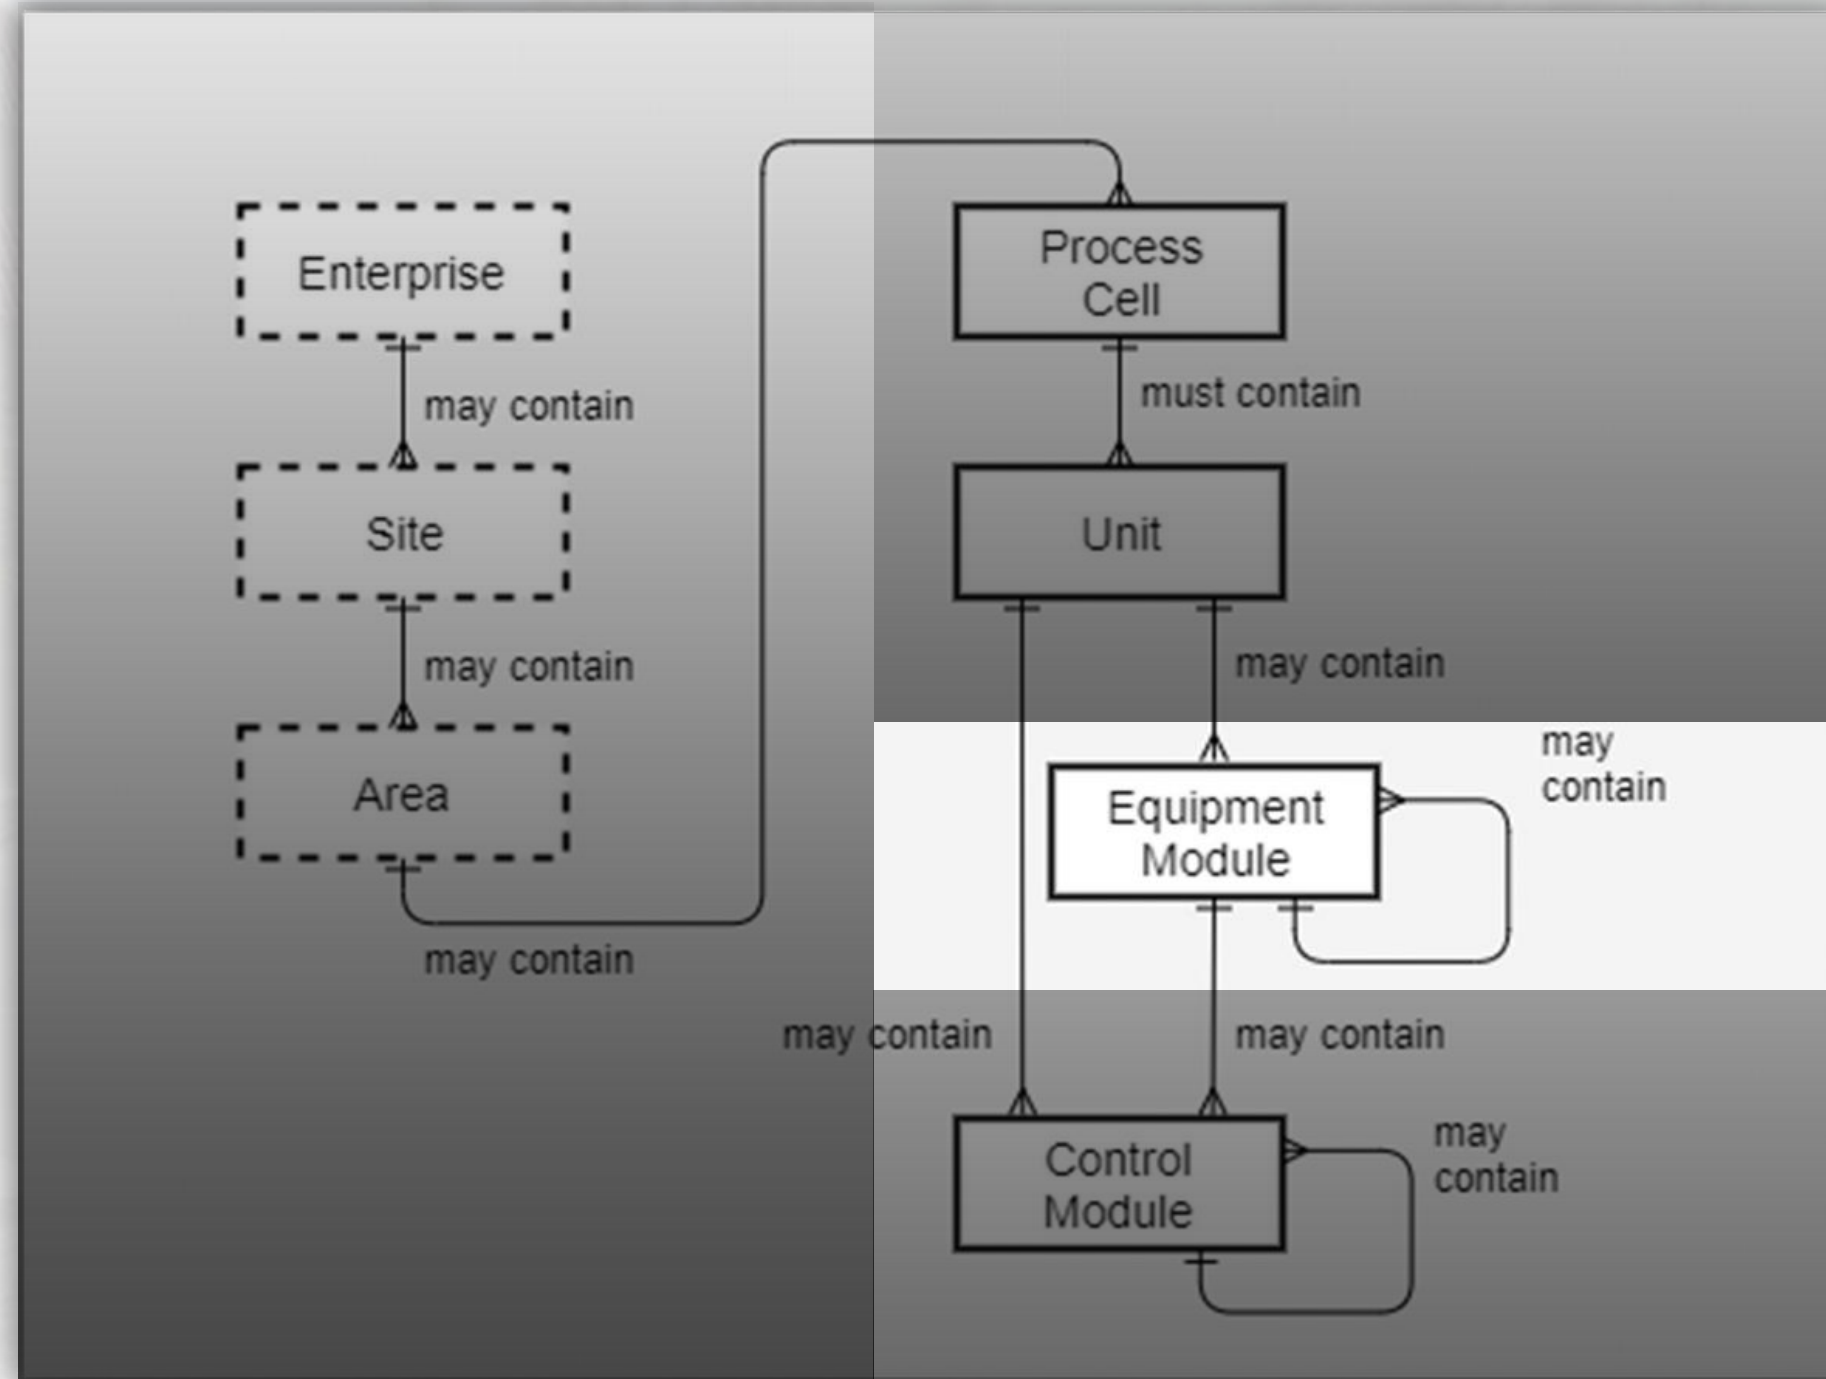 Enterprise
may contain
Site
may contain
Area
may contain
Process
Cell
must contain
Unit
may contain
may
contain
Equipment
Module
may contain
may contain
Control
Module
may
contain